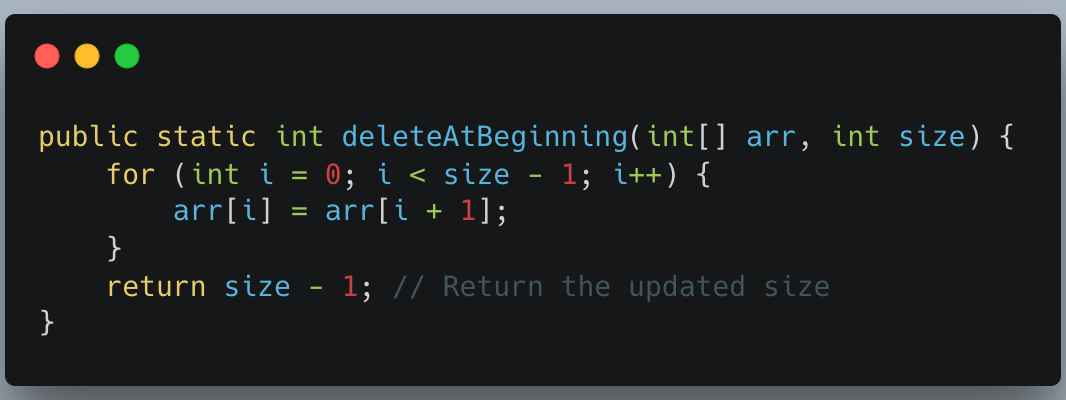 public static int deleteAtBeginning(int[] arr, int size) {
    for (int i = 0; i < size - 1; i++) {
        arr[i] = arr[i + 1];
    }
    return size - 1; // Return the updated size
}